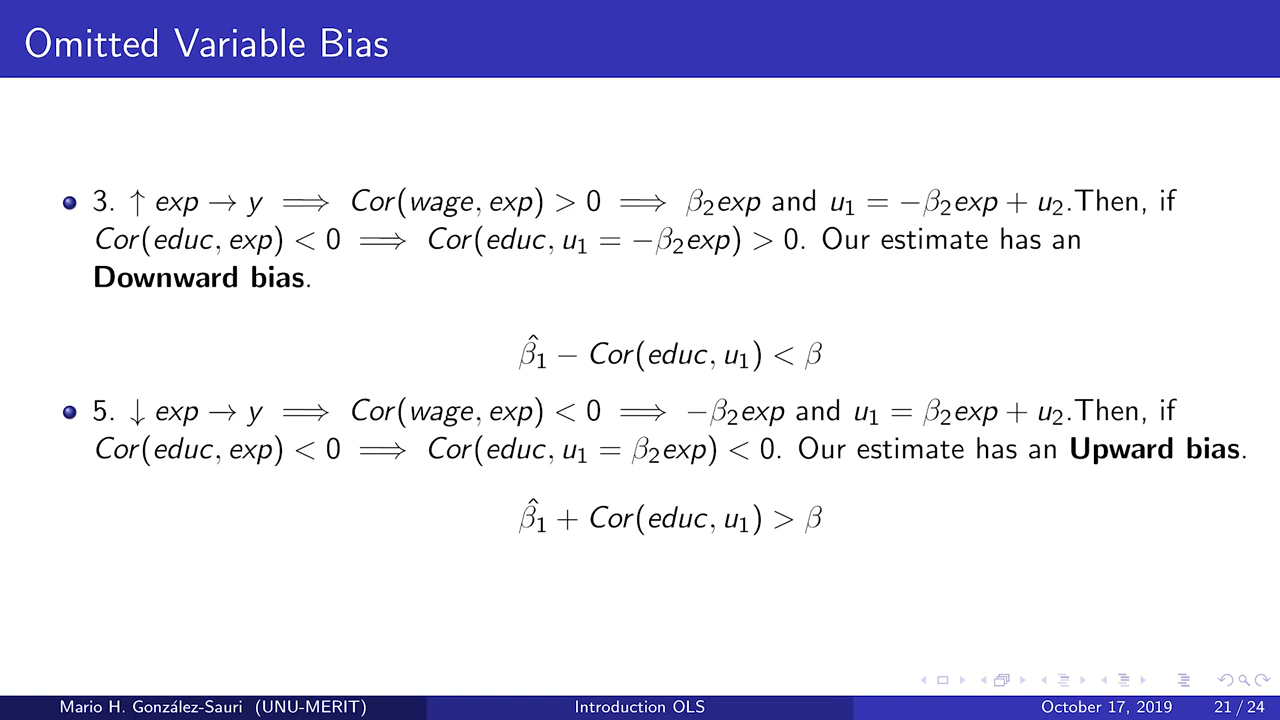 Omitted Variable Bias
3. ↑ exp → y ⟹ Cor(wage, exp) > 0 ⟹ β₂exp and u₁ = −β₂exp + u₂.Then, if
Cor(educ, exp) < 0 ⟹ Cor(educ, u₁ = −β₂exp) > 0. Our estimate has an
Downward bias.
β̂₁ − Cor(educ, u₁) < β
5. ↓ exp → y ⟹ Cor(wage, exp) < 0 ⟹ −β₂exp and u₁ = β₂exp + u₂.Then, if
Cor(educ, exp) < 0 ⟹ Cor(educ, u₁ = β₂exp) < 0. Our estimate has an Upward bias.
β̂₁ + Cor(educ, u₁) > β
Mario H. González-Sauri (UNU-MERIT) Introduction OLS October 17, 2019 21 / 24